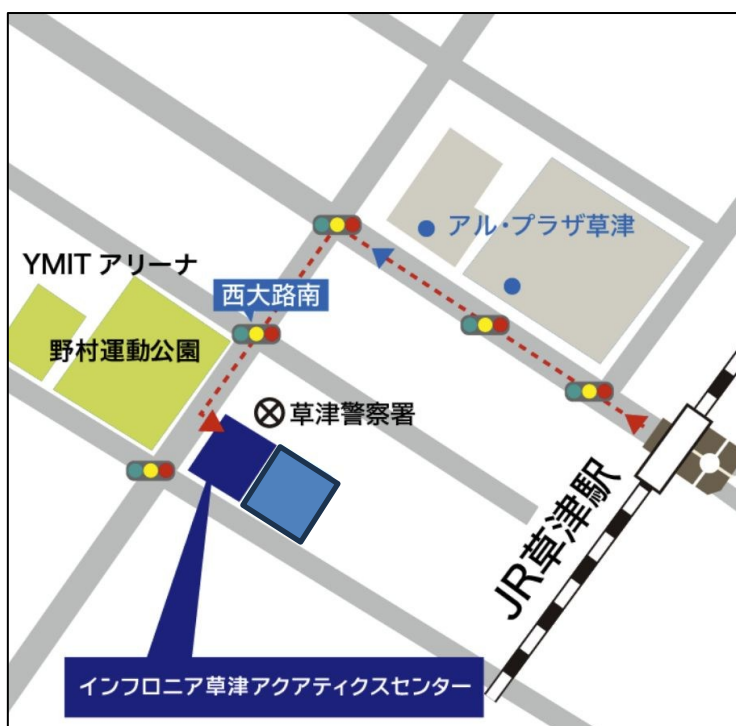 アル・プラザ草津
YMIT アリーナ
西大路南
野村運動公園
草津警察署
JR草津駅
インフロニア草津アクアティクスセンター